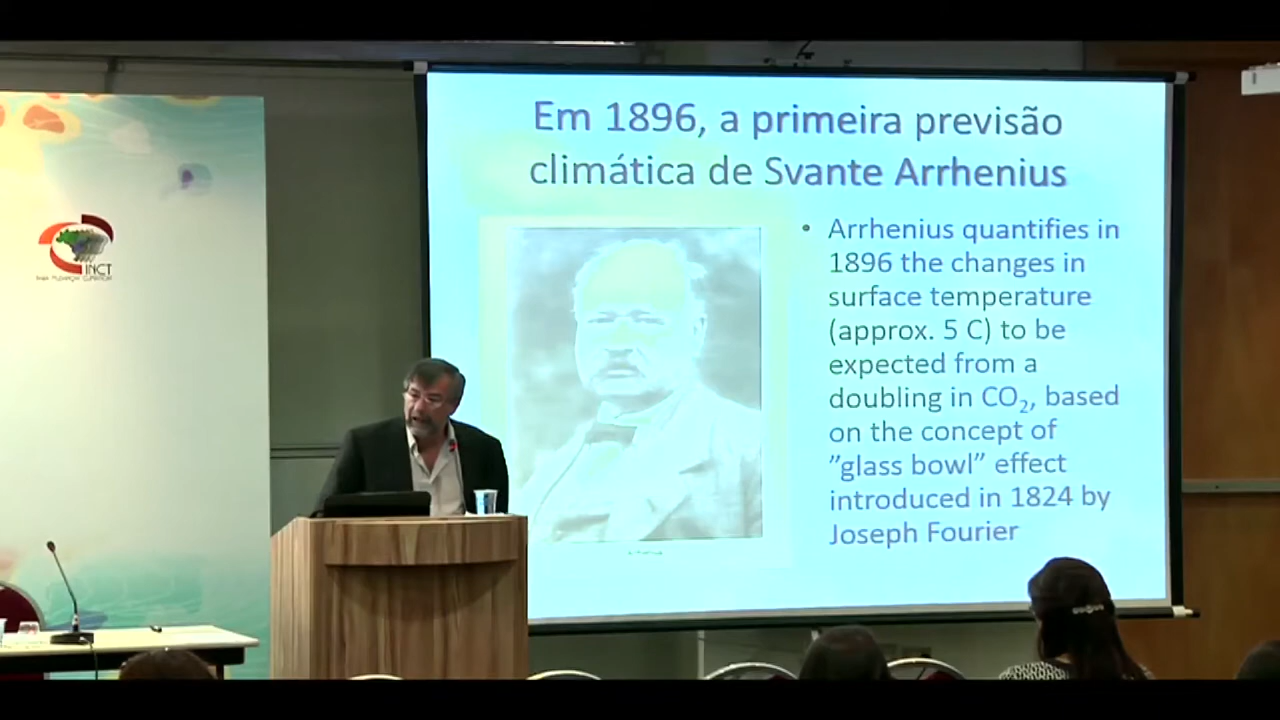 Em 1896, a primeira previsão
climática de Svante Arrhenius
• Arrhenius quantifies in
1896 the changes in
surface temperature
(approx. 5 C) to be
expected from a
doubling in CO₂, based
on the concept of
”glass bowl” effect
introduced in 1824 by
Joseph Fourier
INCT